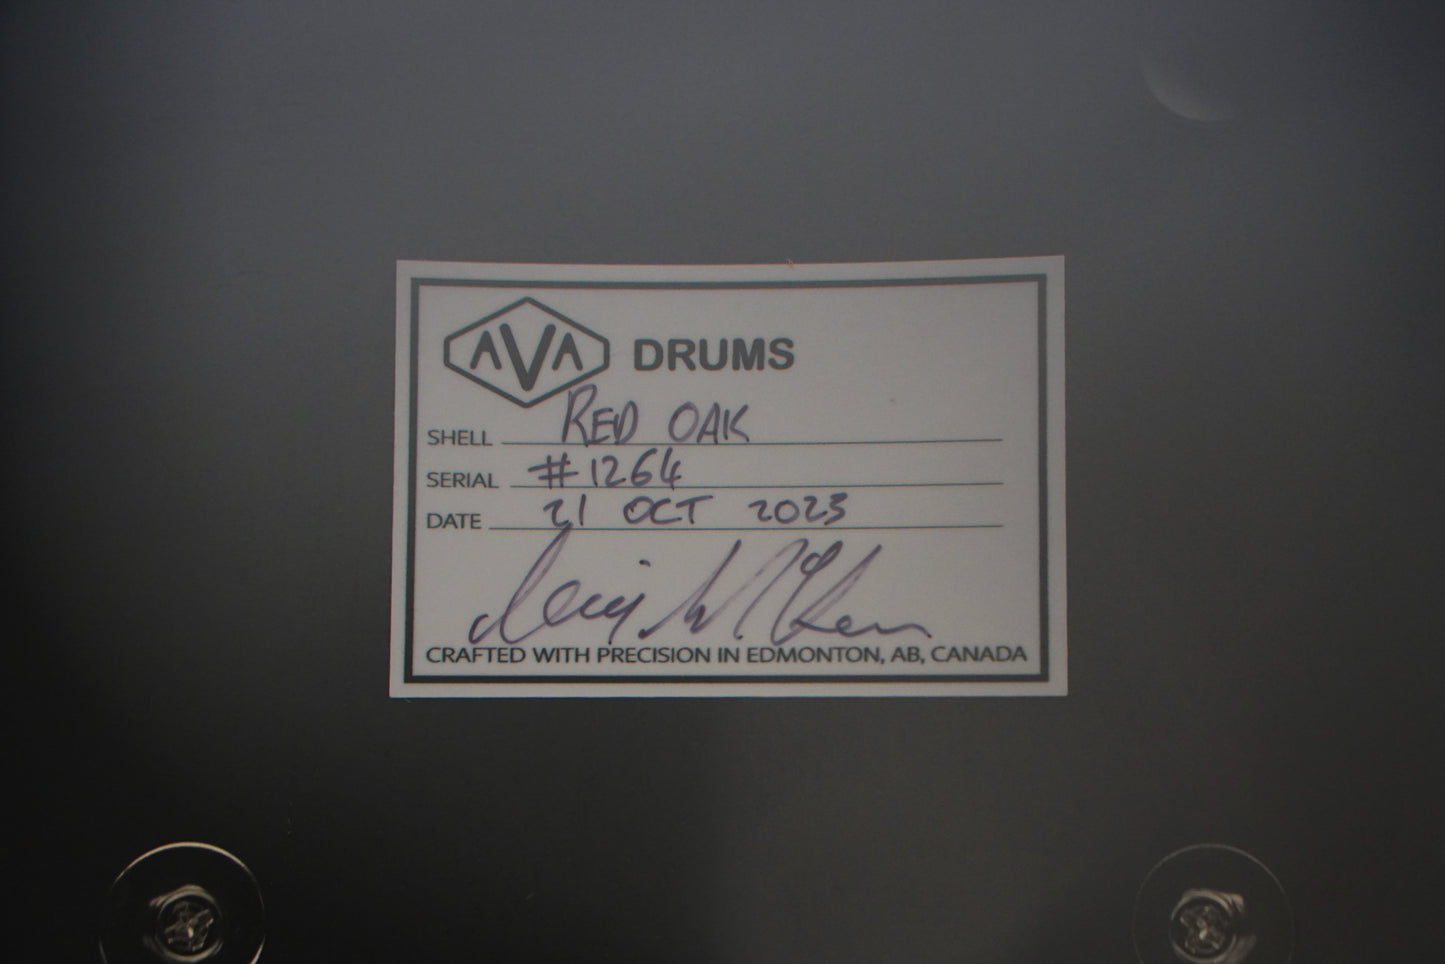 AVA DRUMS
SHELL RED OAK
SERIAL #1264
DATE 21 OCT 2023
CRAFTED WITH PRECISION IN EDMONTON, AB, CANADA